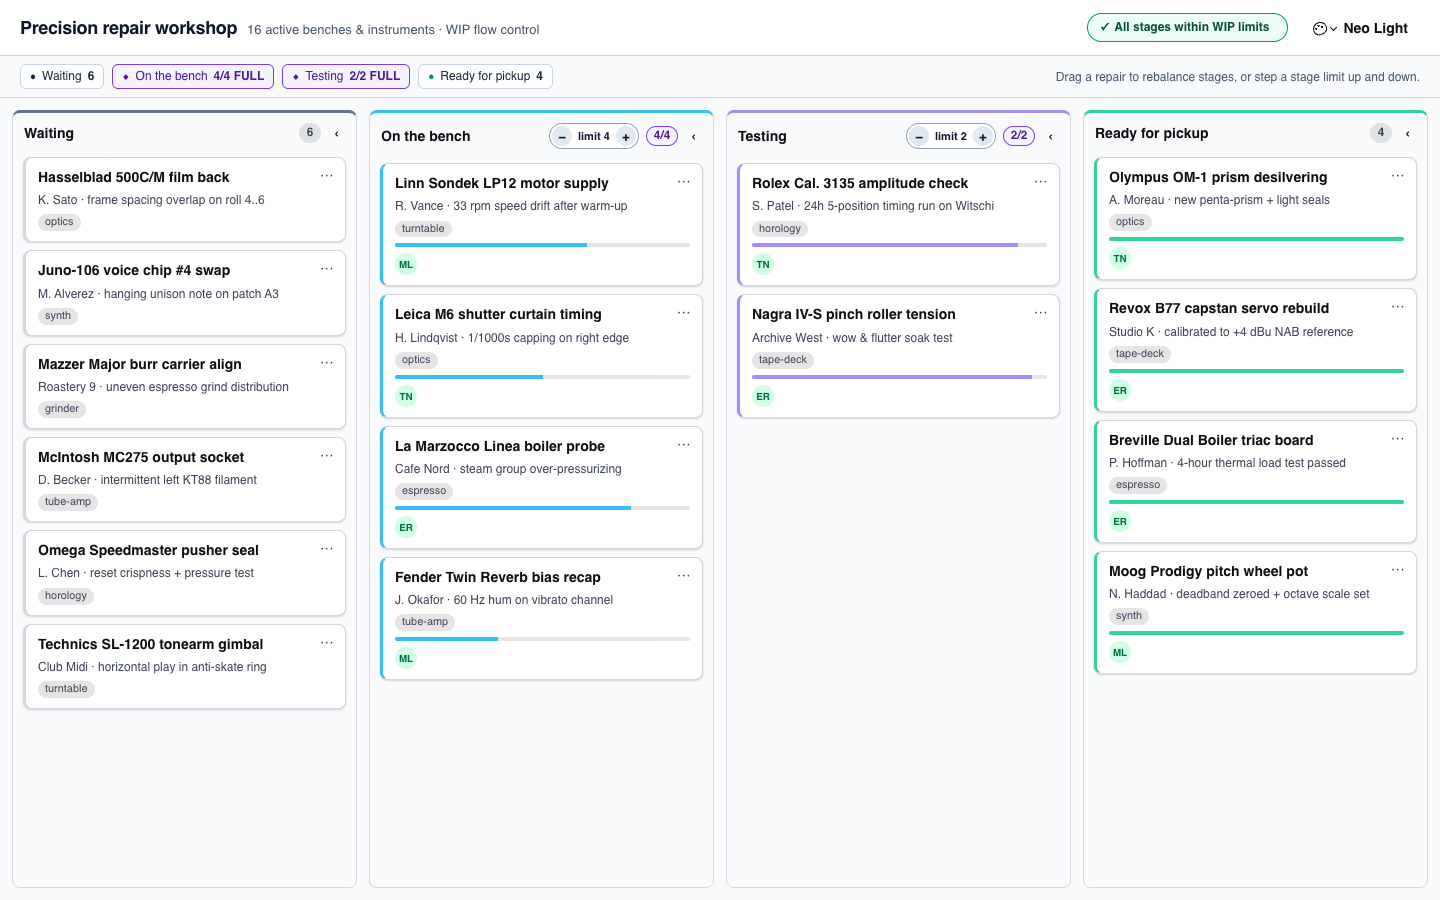 Precision repair workshop
16 active benches & instruments · WIP flow control
✓ All stages within WIP limits
Neo Light
Waiting 6
On the bench 4/4 FULL
Testing 2/2 FULL
Ready for pickup 4
Drag a repair to rebalance stages, or step a stage limit up and down.
Waiting
6
Hasselblad 500C/M film back
K. Sato · frame spacing overlap on roll 4..6
optics
Juno-106 voice chip #4 swap
M. Alverez · hanging unison note on patch A3
synth
Mazzer Major burr carrier align
Roastery 9 · uneven espresso grind distribution
grinder
McIntosh MC275 output socket
D. Becker · intermittent left KT88 filament
tube-amp
Omega Speedmaster pusher seal
L. Chen · reset crispness + pressure test
horology
Technics SL-1200 tonearm gimbal
Club Midi · horizontal play in anti-skate ring
turntable
On the bench
− limit 4 +
4/4
Linn Sondek LP12 motor supply
R. Vance · 33 rpm speed drift after warm-up
turntable
ML
Leica M6 shutter curtain timing
H. Lindqvist · 1/1000s capping on right edge
optics
TN
La Marzocco Linea boiler probe
Cafe Nord · steam group over-pressurizing
espresso
ER
Fender Twin Reverb bias recap
J. Okafor · 60 Hz hum on vibrato channel
tube-amp
ML
Testing
− limit 2 +
2/2
Rolex Cal. 3135 amplitude check
S. Patel · 24h 5-position timing run on Witschi
horology
TN
Nagra IV-S pinch roller tension
Archive West · wow & flutter soak test
tape-deck
ER
Ready for pickup
4
Olympus OM-1 prism desilvering
A. Moreau · new penta-prism + light seals
optics
TN
Revox B77 capstan servo rebuild
Studio K · calibrated to +4 dBu NAB reference
tape-deck
ER
Breville Dual Boiler triac board
P. Hoffman · 4-hour thermal load test passed
espresso
ER
Moog Prodigy pitch wheel pot
N. Haddad · deadband zeroed + octave scale set
synth
ML